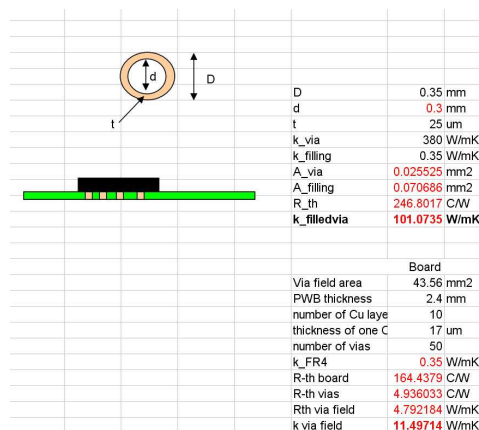 d
D
t
D 0.35 mm
d 0.3 mm
t 25 um
k_via 380 W/mK
k_filling 0.35 W/mK
A_via 0.025525 mm2
A_filling 0.070686 mm2
R_th 246.8017 C/W
k_filledvia 101.0735 W/mK
Board
Via field area 43.56 mm2
PWB thickness 2.4 mm
number of Cu laye 10
thickness of one C 17 um
number of vias 50
k_FR4 0.35 W/mK
R-th board 164.4379 C/W
R-th vias 4.936033 C/W
Rth via field 4.792184 W/mK
k via field 11.49714 W/mK